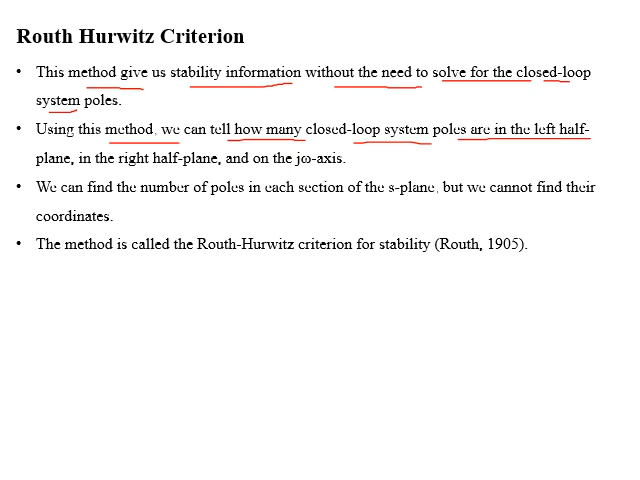 Routh Hurwitz Criterion
• This method give us stability information without the need to solve for the closed-loop
system poles.
• Using this method, we can tell how many closed-loop system poles are in the left half-
plane, in the right half-plane, and on the jω-axis.
• We can find the number of poles in each section of the s-plane, but we cannot find their
coordinates.
• The method is called the Routh-Hurwitz criterion for stability (Routh, 1905).